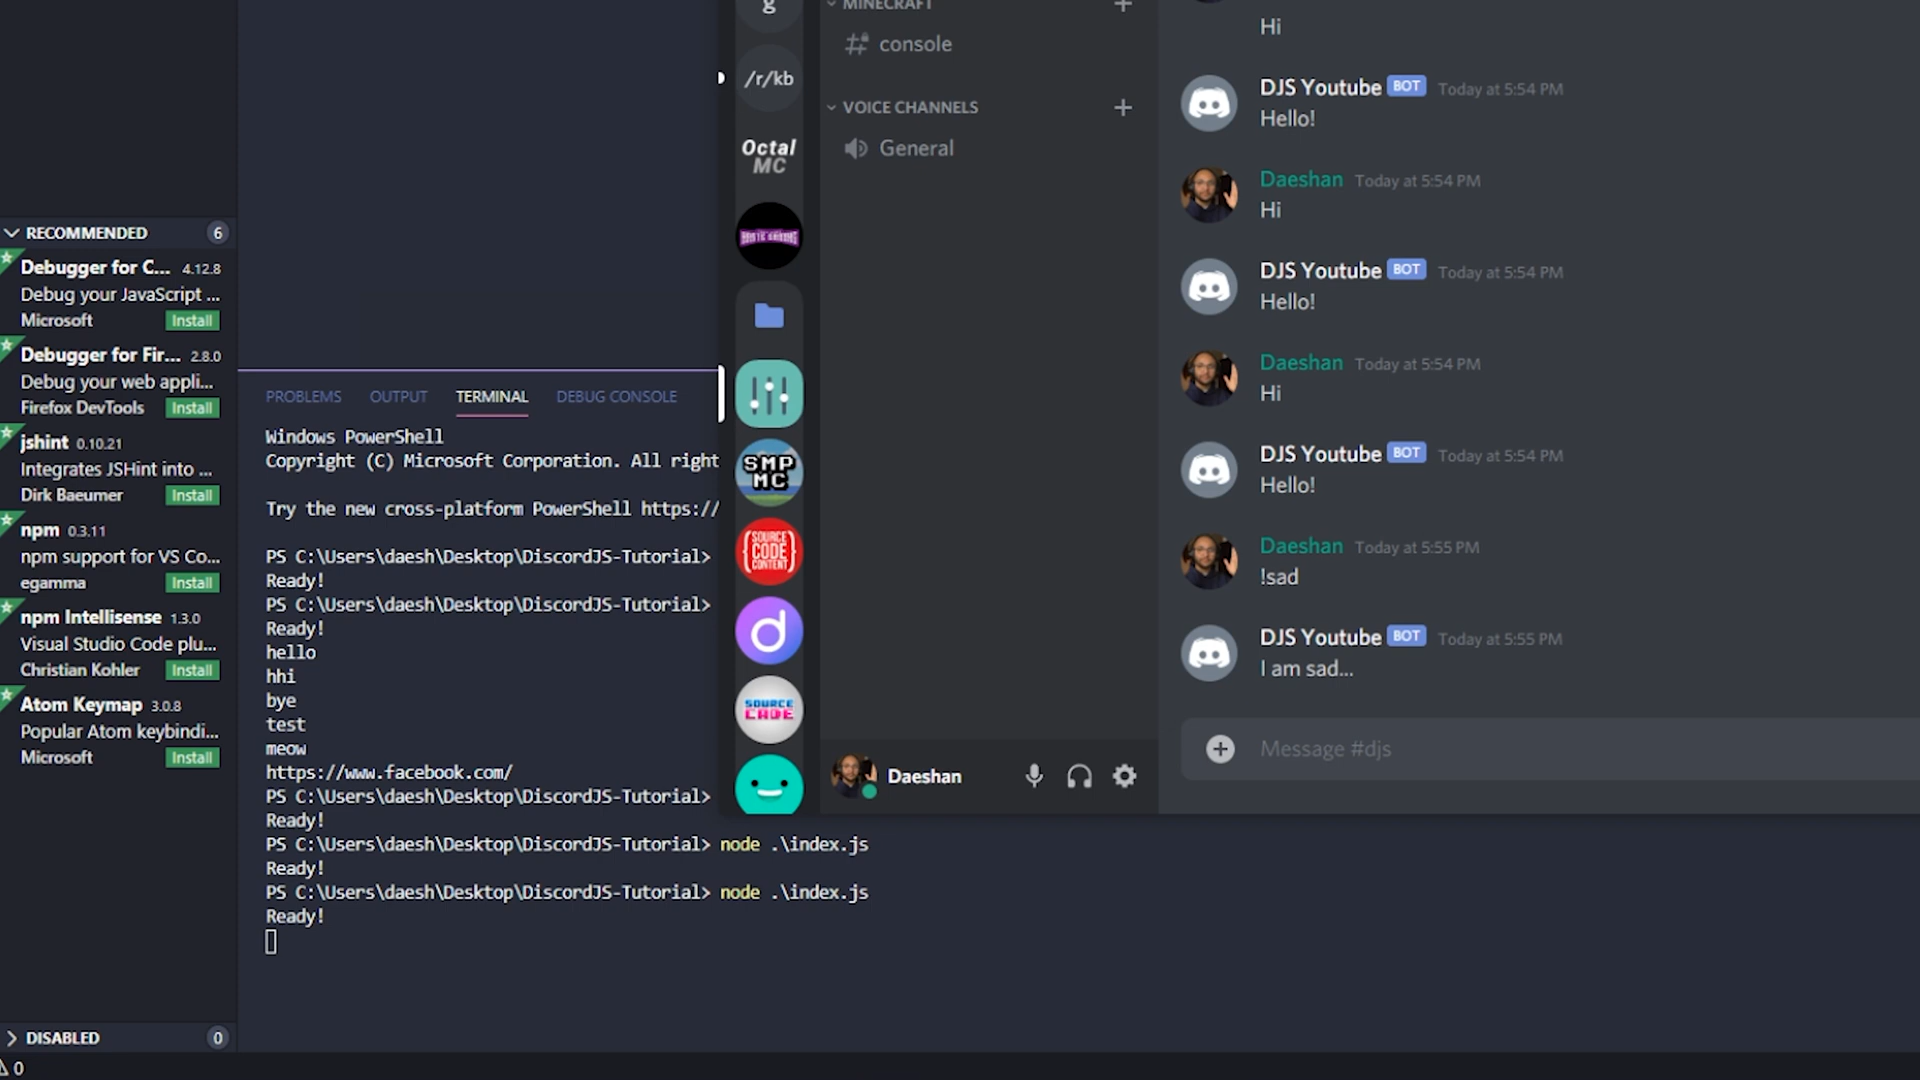 RECOMMENDED 6
Debugger for C... 4.12.8
Debug your JavaScript ...
Microsoft Install
Debugger for Fir... 2.8.0
Debug your web appli...
Firefox DevTools Install
jshint 0.10.21
Integrates JSHint into ...
Dirk Baeumer Install
npm 0.3.11
npm support for VS Co...
egamma Install
npm Intellisense 1.3.0
Visual Studio Code plu...
Christian Kohler Install
Atom Keymap 3.0.8
Popular Atom keybindi...
Microsoft Install
DISABLED 0
0
PROBLEMS OUTPUT TERMINAL DEBUG CONSOLE
Windows PowerShell
Copyright (C) Microsoft Corporation. All right
Try the new cross-platform PowerShell https://
PS C:\Users\daesh\Desktop\DiscordJS-Tutorial>
Ready!
PS C:\Users\daesh\Desktop\DiscordJS-Tutorial>
Ready!
hello
hhi
bye
test
meow
https://www.facebook.com/
PS C:\Users\daesh\Desktop\DiscordJS-Tutorial>
Ready!
PS C:\Users\daesh\Desktop\DiscordJS-Tutorial> node .\index.js
Ready!
PS C:\Users\daesh\Desktop\DiscordJS-Tutorial> node .\index.js
Ready!
g
/r/kb
Octal
MC
SMP
MC
SOURCE
CODE
CONTENT
d
SOURCE
CADE
MINECRAFT
console
VOICE CHANNELS
General
Daeshan
Hi
DJS Youtube BOT Today at 5:54 PM
Hello!
Daeshan Today at 5:54 PM
Hi
DJS Youtube BOT Today at 5:54 PM
Hello!
Daeshan Today at 5:54 PM
Hi
DJS Youtube BOT Today at 5:54 PM
Hello!
Daeshan Today at 5:55 PM
!sad
DJS Youtube BOT Today at 5:55 PM
I am sad...
Message #djs